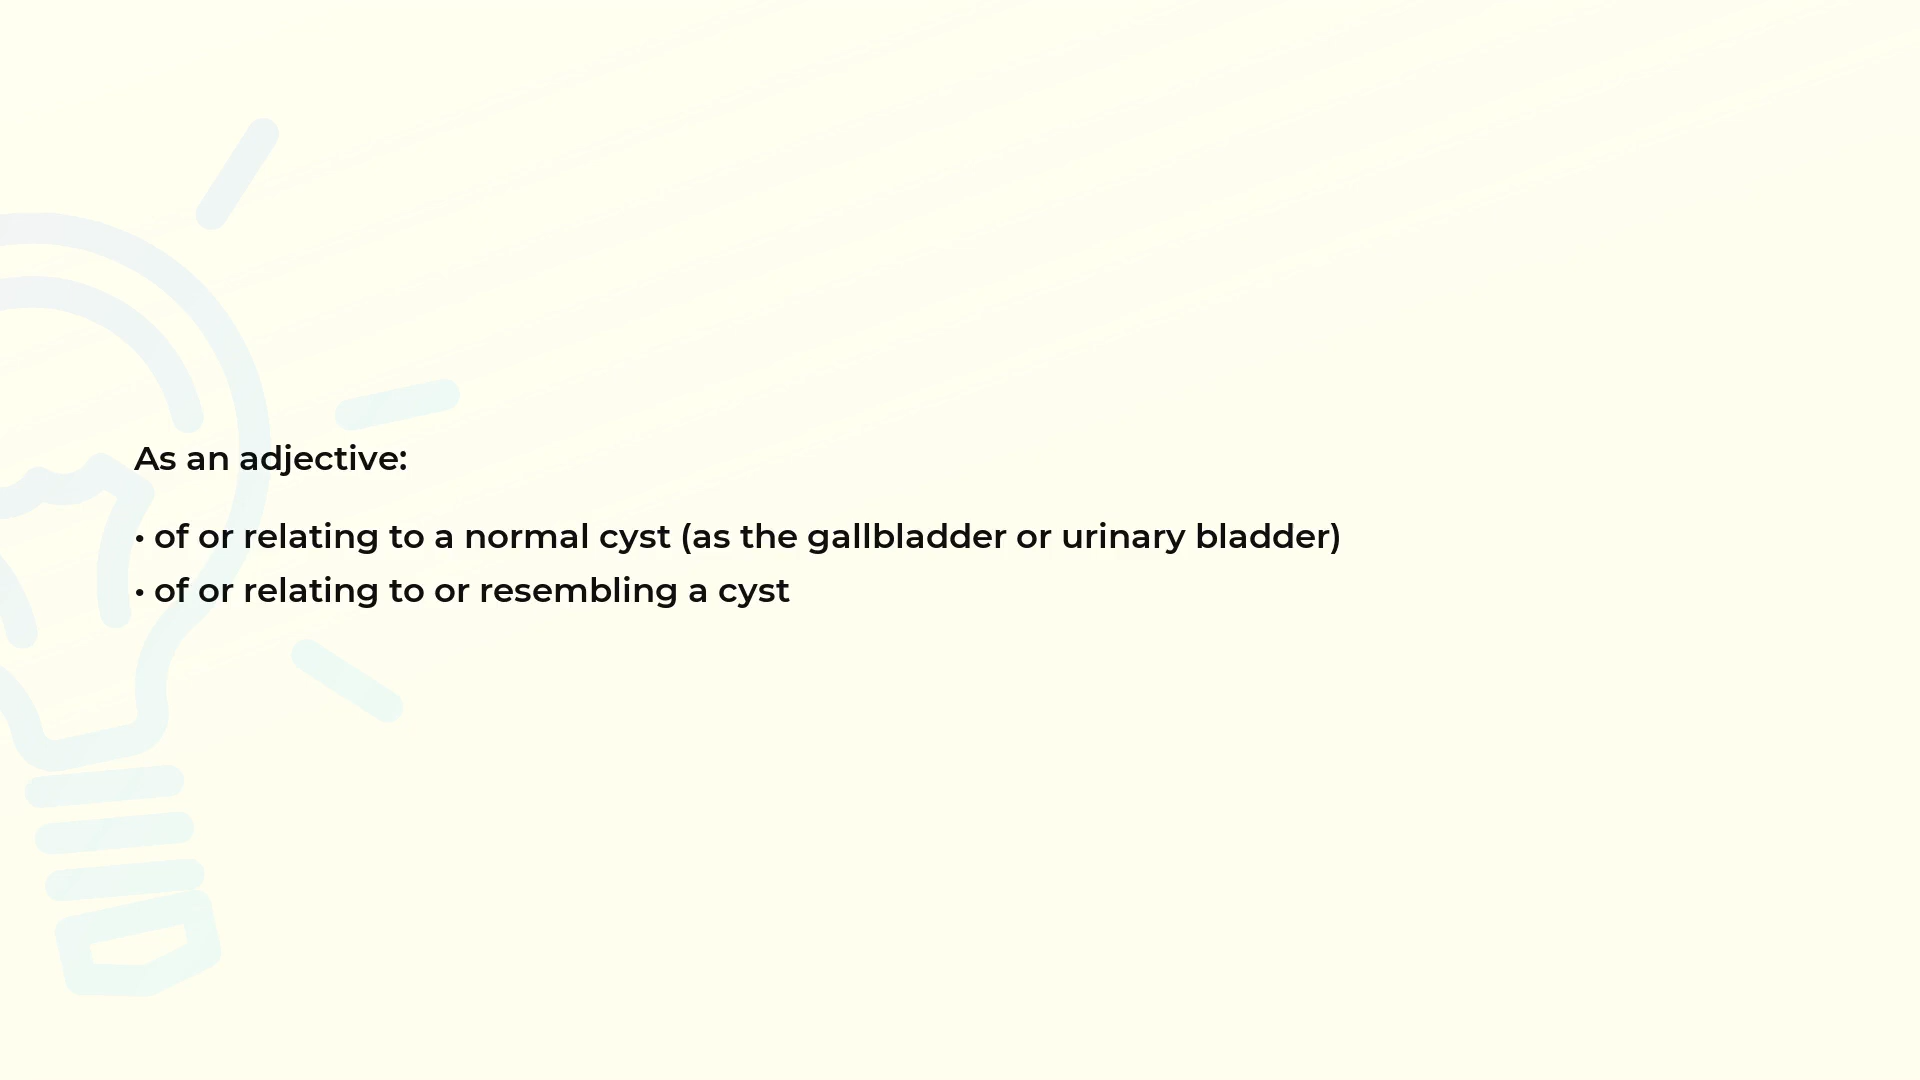 As an adjective:
• of or relating to a normal cyst (as the gallbladder or urinary bladder)
• of or relating to or resembling a cyst